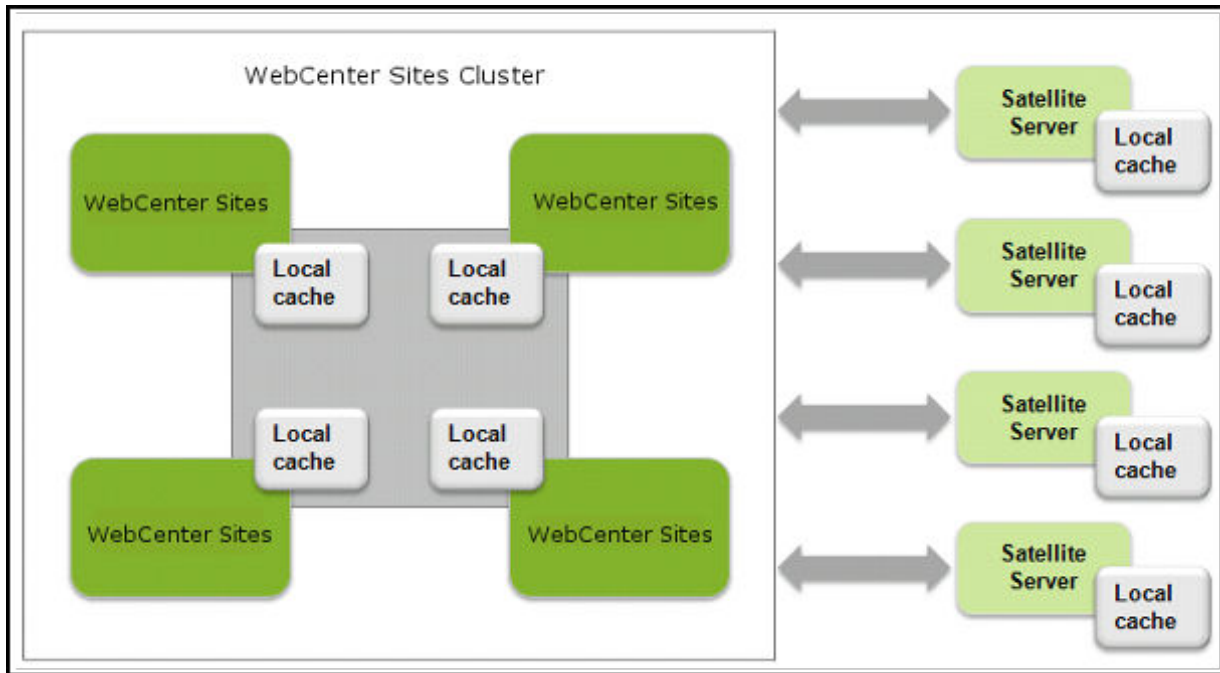 WebCenter Sites Cluster
WebCenter Sites
WebCenter Sites
Local
cache
Local
cache
Local
cache
Local
cache
WebCenter Sites
WebCenter Sites
Satellite
Server
Local
cache
Satellite
Server
Local
cache
Satellite
Server
Local
cache
Satellite
Server
Local
cache